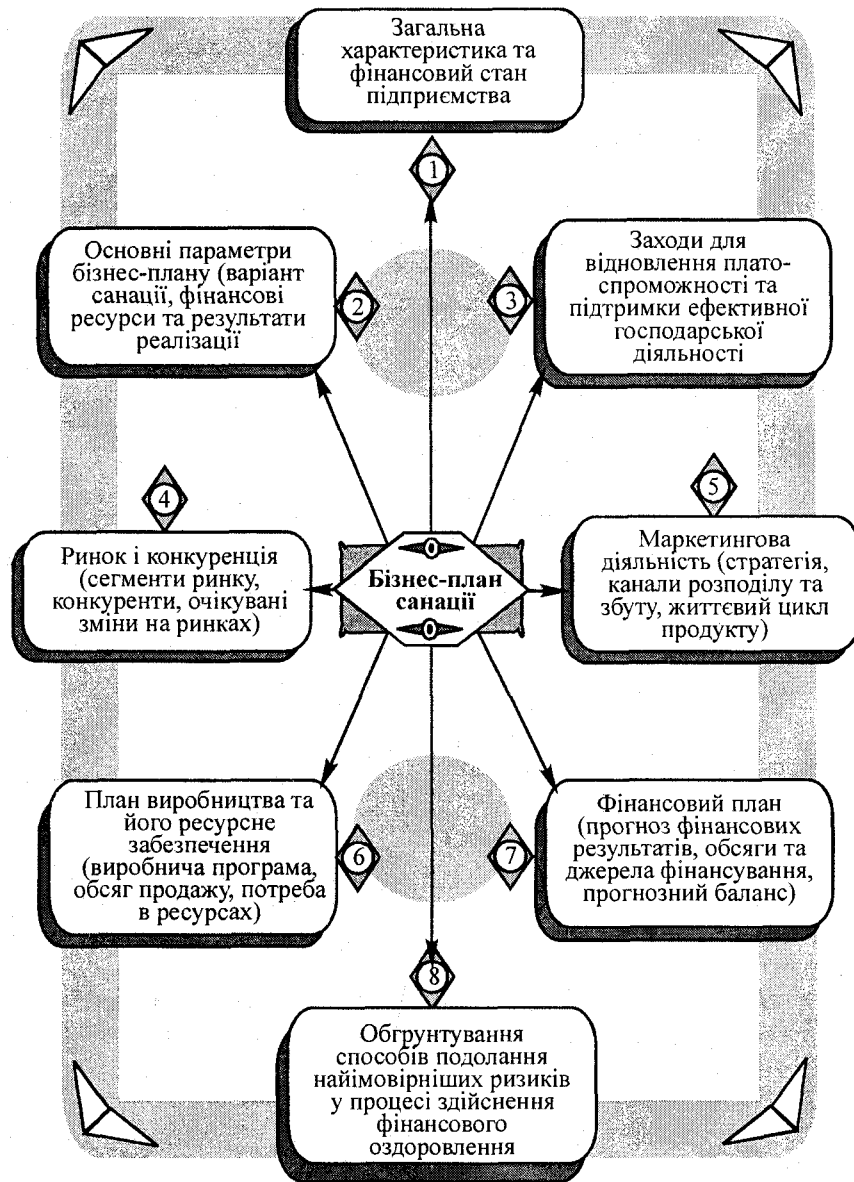 Загальна
характеристика та
фінансовий стан
підприємства
1
Основні параметри
бізнес-плану (варіант
санації, фінансові
ресурси та результати
реалізації
2
3
Заходи для
відновлення плато-
спроможності та
підтримки ефективної
господарської
діяльності
4
Ринок і конкуренція
(сегменти ринку,
конкуренти, очікувані
зміни на ринках)
Бізнес-план
санації
5
Маркетингова
діяльність (стратегія,
канали розподілу та
збуту, життєвий цикл
продукту)
План виробництва та
його ресурсне
забезпечення
(виробнича програма,
обсяг продажу, потреба
в ресурсах)
6
7
Фінансовий план
(прогноз фінансових
результатів, обсяги та
джерела фінансування,
прогнозний баланс)
8
Обгрунтування
способів подолання
найімовірніших ризиків
у процесі здійснення
фінансового
оздоровлення